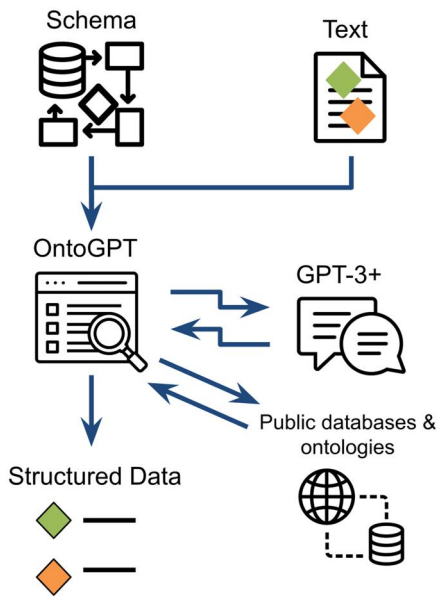 Schema
Text
OntoGPT
GPT-3+
Public databases &
ontologies
Structured Data